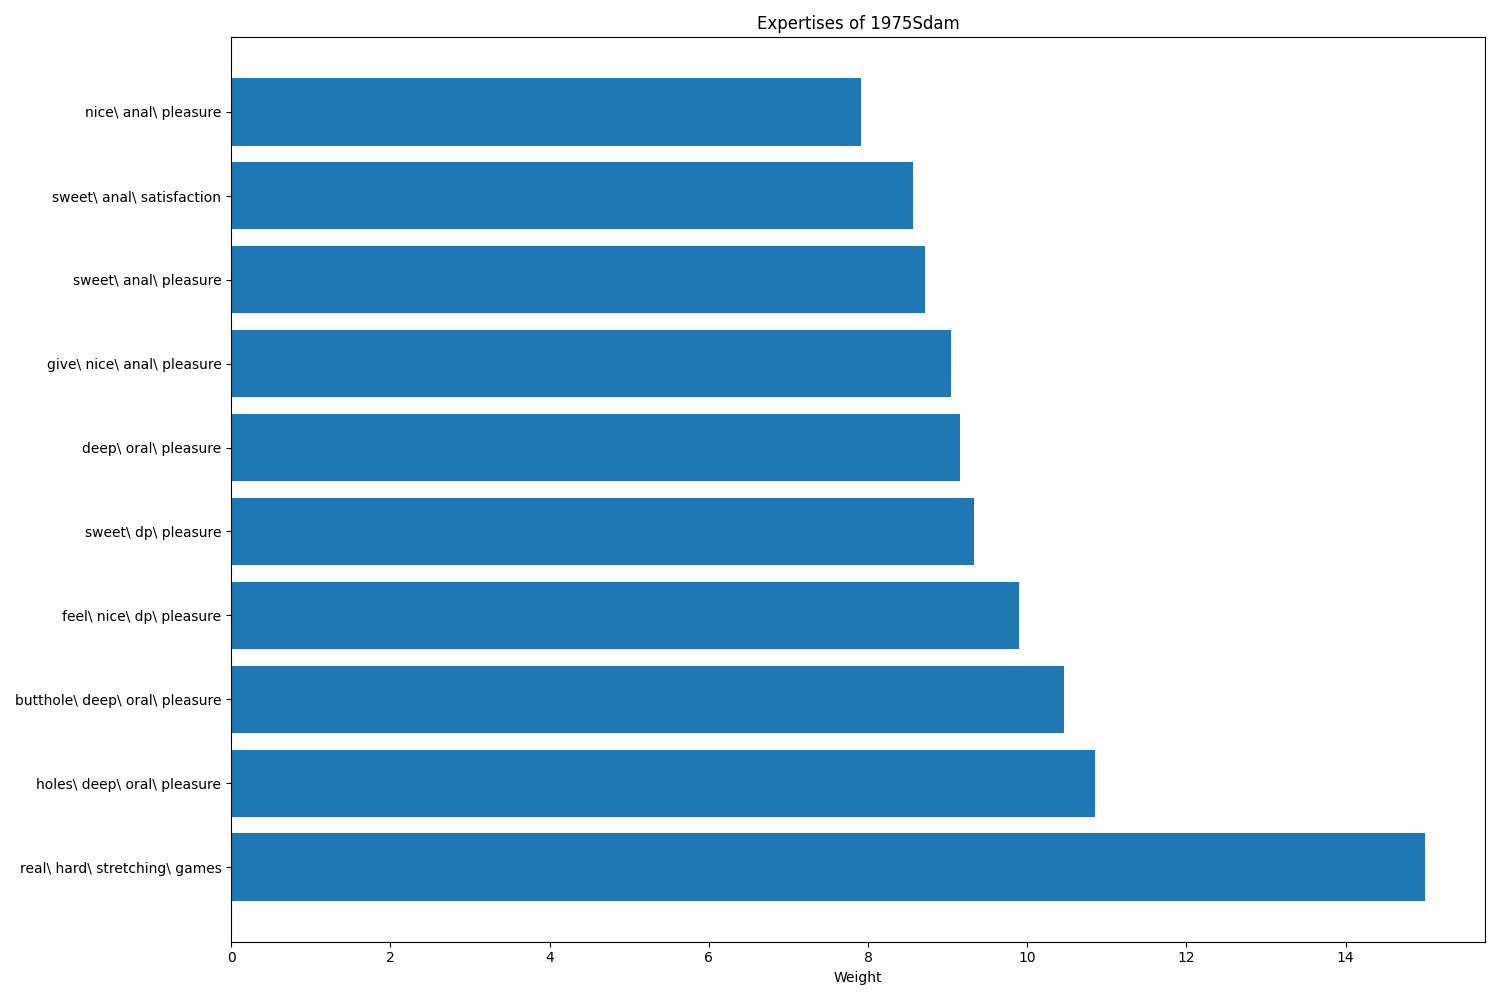 Expertises of 1975Sdam
nice\ anal\ pleasure
sweet\ anal\ satisfaction
sweet\ anal\ pleasure
give\ nice\ anal\ pleasure
deep\ oral\ pleasure
sweet\ dp\ pleasure
feel\ nice\ dp\ pleasure
butthole\ deep\ oral\ pleasure
holes\ deep\ oral\ pleasure
real\ hard\ stretching\ games
0 2 4 6 8 10 12 14
Weight